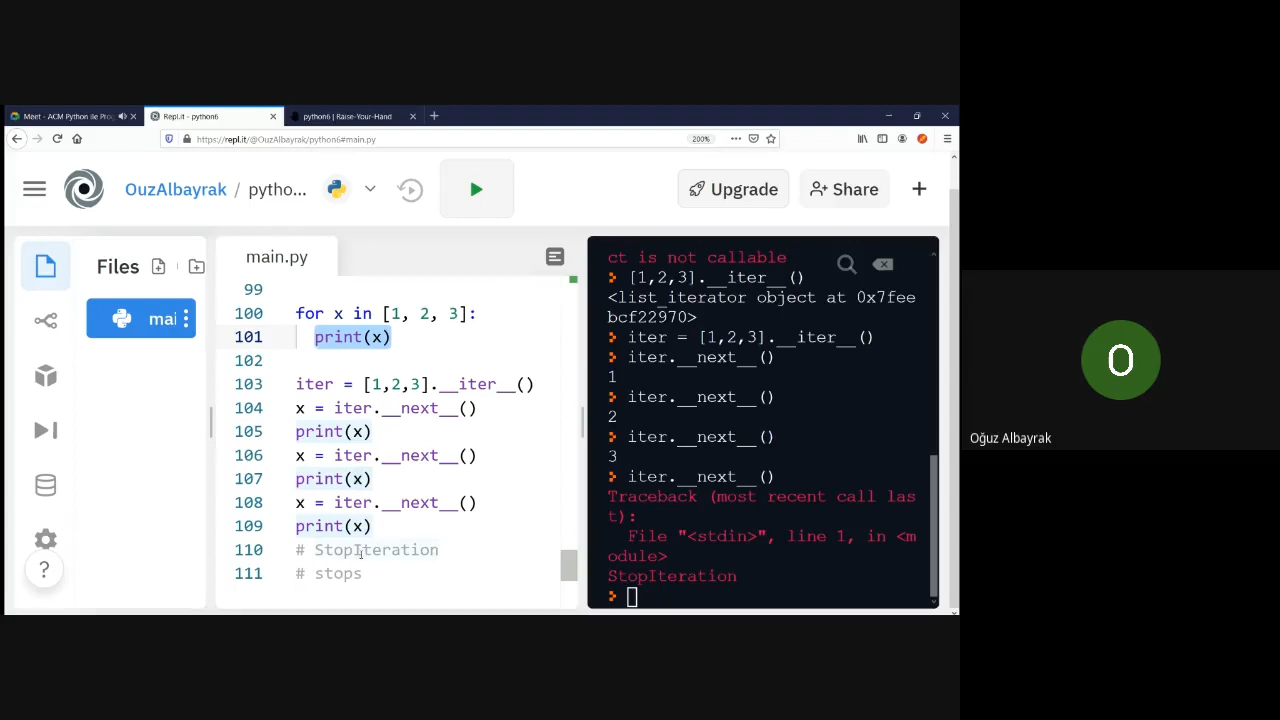 Meet - ACM Python ile Pro
Repl.it - python6
python6 | Raise-Your-Hand
https://repl.it/@OuzAlbayrak/python6#main.py
200%
OuzAlbayrak / pytho...
Upgrade
Share
Files
mai
main.py
99
100 for x in [1, 2, 3]:
101 print(x)
102
103 iter = [1,2,3].__iter__()
104 x = iter.__next__()
105 print(x)
106 x = iter.__next__()
107 print(x)
108 x = iter.__next__()
109 print(x)
110 # StopIteration
111 # stops
?
ct is not callable
[1,2,3].__iter__()
<list_iterator object at 0x7fee
bcf22970>
iter = [1,2,3].__iter__()
iter.__next__()
1
iter.__next__()
2
iter.__next__()
3
iter.__next__()
Traceback (most recent call las
t):
File "<stdin>", line 1, in <m
odule>
StopIteration
O
Oğuz Albayrak